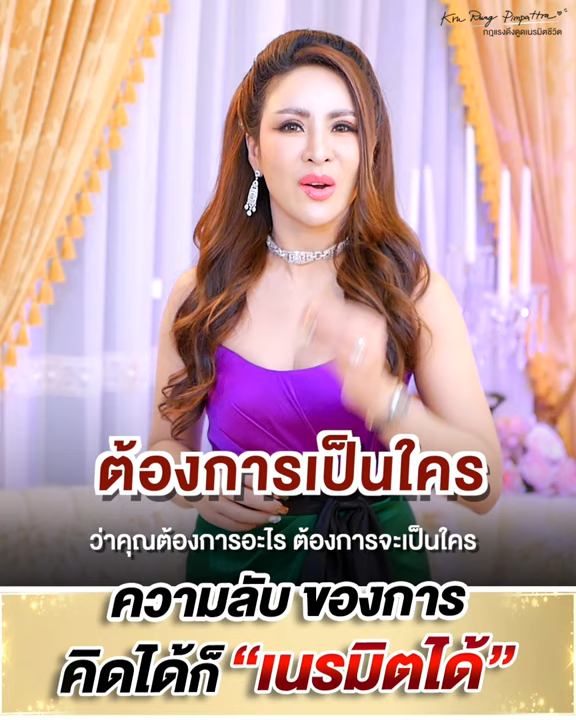 Kru Rung Pimpattra
กฎแรงดึงดูดเนรมิตชีวิต
ต้องการเป็นใคร
ว่าคุณต้องการอะไร ต้องการจะเป็นใคร
ความลับ ของการ
คิดได้ก็ “เนรมิตได้”